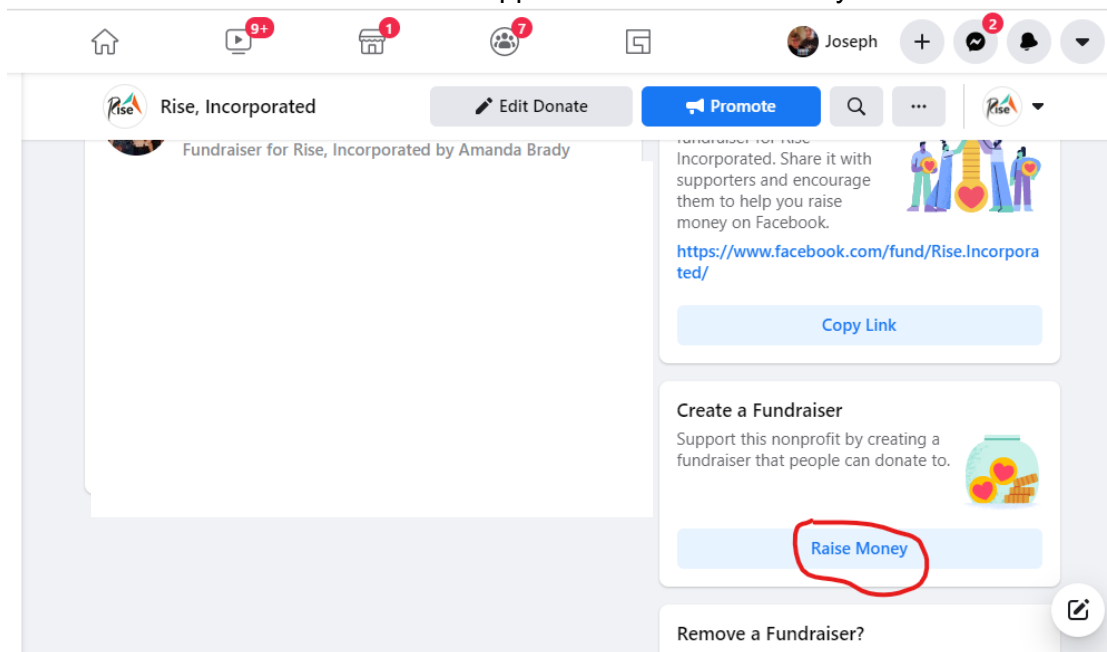 9+
1
7
2
Joseph
Rise
Rise, Incorporated
Edit Donate
Promote
Rise
Fundraiser for Rise, Incorporated by Amanda Brady
Incorporated. Share it with
supporters and encourage
them to help you raise
money on Facebook.
https://www.facebook.com/fund/Rise.Incorpora
ted/
Copy Link
Create a Fundraiser
Support this nonprofit by creating a
fundraiser that people can donate to.
Raise Money
Remove a Fundraiser?